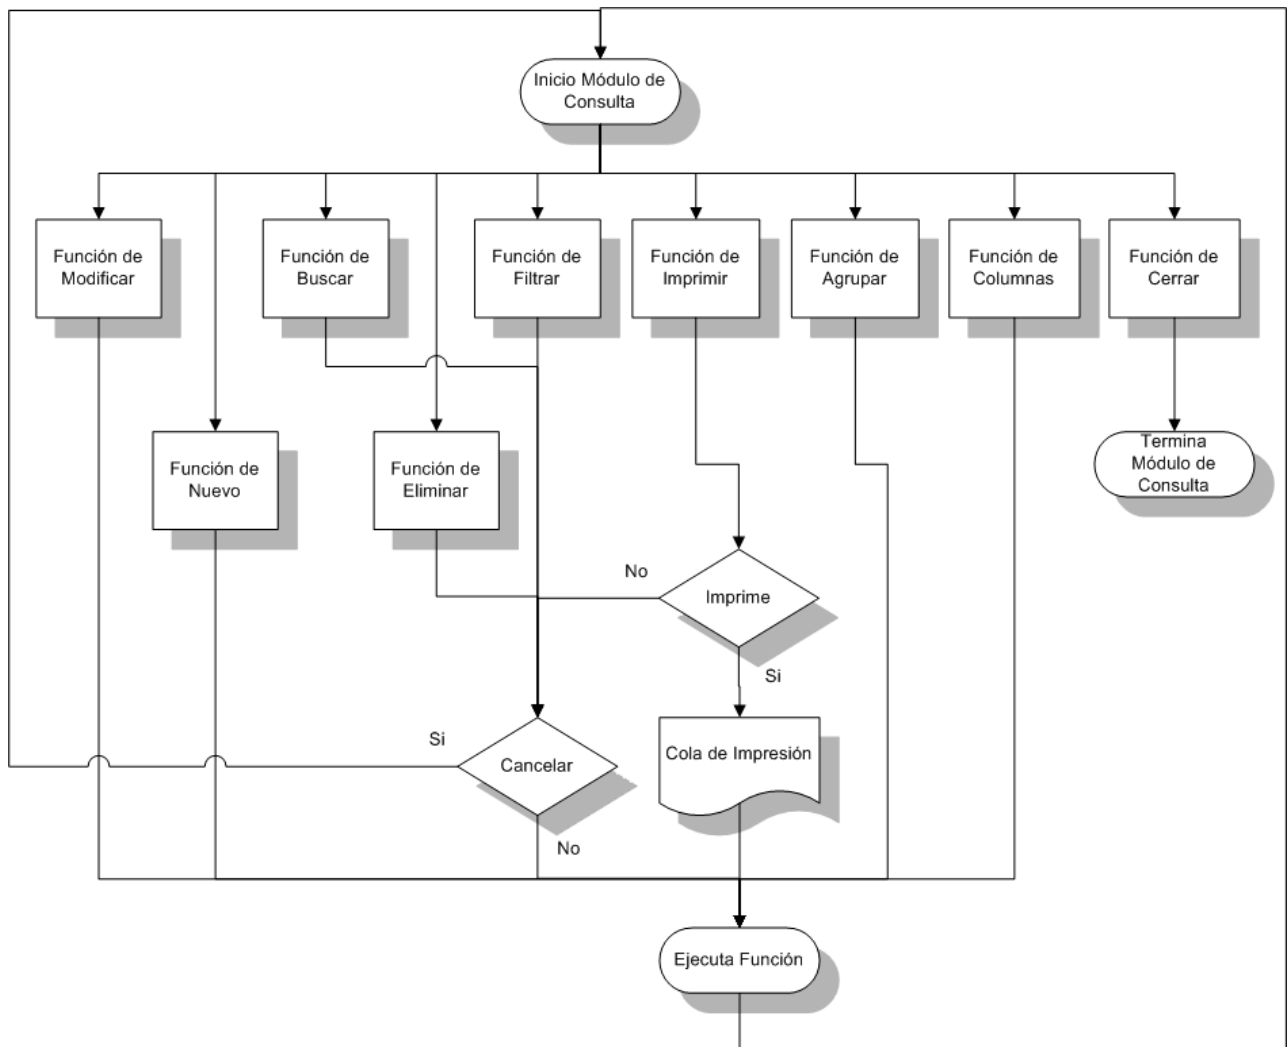 Inicio Módulo de
Consulta
Función de
Modificar
Función de
Buscar
Función de
Filtrar
Función de
Imprimir
Función de
Agrupar
Función de
Columnas
Función de
Cerrar
Función de
Nuevo
Función de
Eliminar
Termina
Módulo de
Consulta
No
Imprime
Si
Si
Cancelar
No
Cola de Impresión
Ejecuta Función